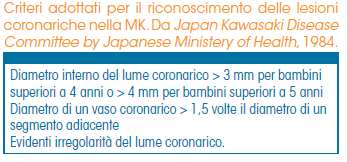 Criteri adottati per il riconoscimento delle lesioni
coronariche nella MK. Da Japan Kawasaki Disease
Committee by Japanese Ministery of Health, 1984.
Diametro interno del lume coronarico > 3 mm per bambini
superiori a 4 anni o > 4 mm per bambini superiori a 5 anni
Diametro di un vaso coronarico > 1,5 volte il diametro di un
segmento adiacente
Evidenti irregolarità del lume coronarico.